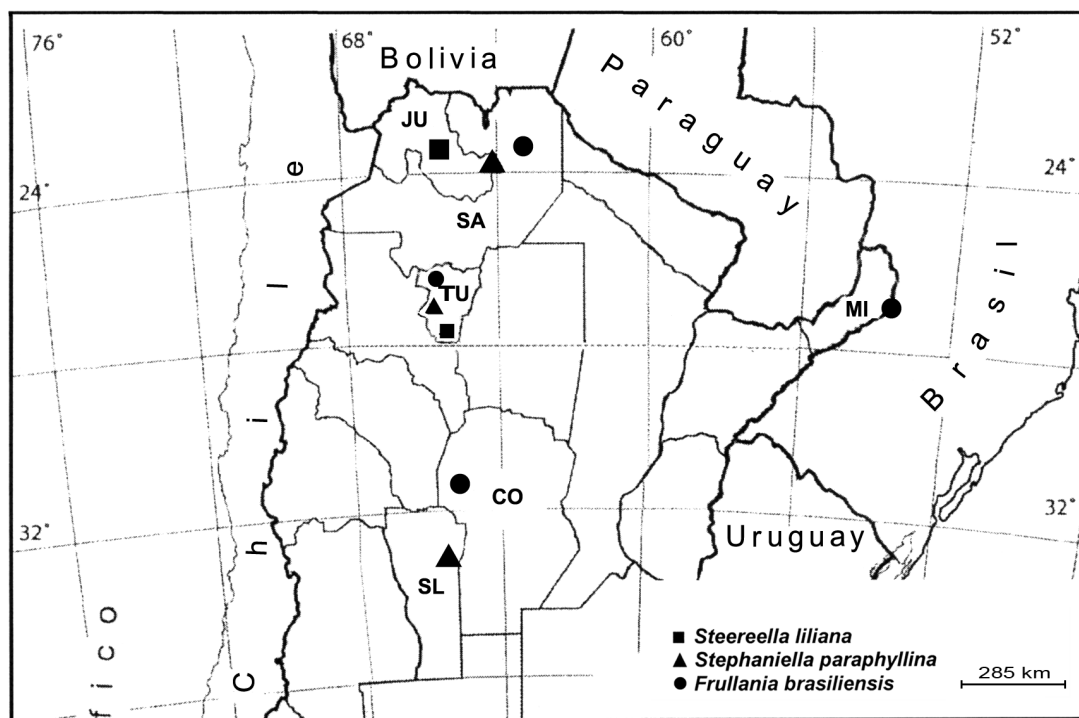 76°
68°
60°
52°
Bolivia
Paraguay
JU
24°
24°
SA
TU
MI
Brasil
Chile
CO
32°
32°
Uruguay
SL
fico
Steereella liliana
Stephaniella paraphyllina
Frullania brasiliensis
285 km